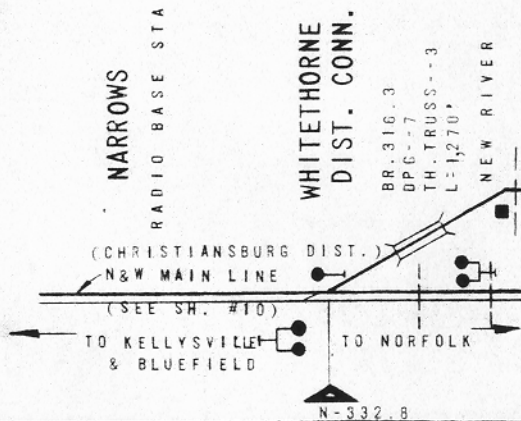 NARROWS
RADIO BASE STA
WHITETHORNE
DIST. CONN.
BR.316.3
DPG--7
TH.TRUSS--3
L=1,270'
NEW RIVER
(CHRISTIANSBURG DIST.)
N&W MAIN LINE
(SEE SH. #10)
TO KELLYSVILLE
& BLUEFIELD
TO NORFOLK
N-332.8